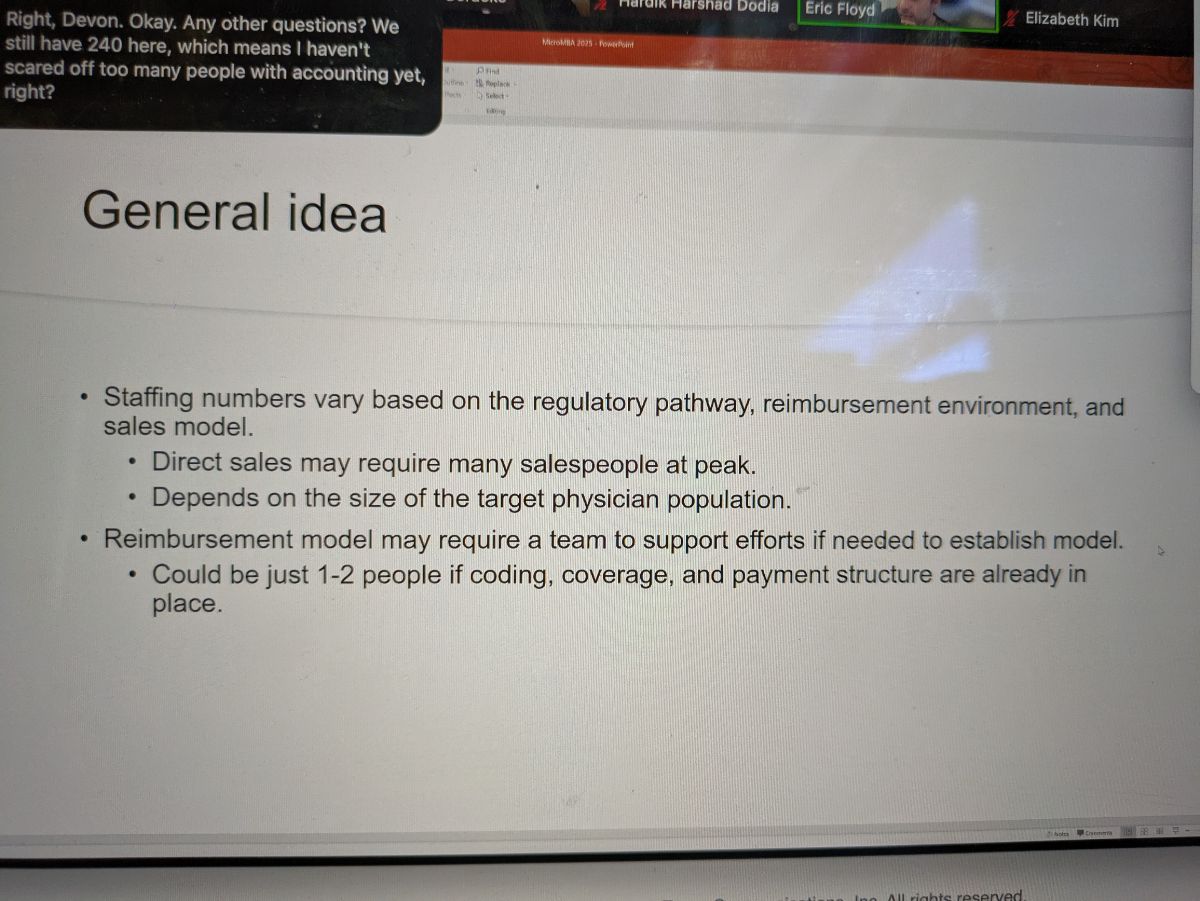 Right, Devon. Okay. Any other questions? We
still have 240 here, which means I haven't
scared off too many people with accounting yet,
right?
Hardik Harshad Dodia
Eric Floyd
Elizabeth Kim
MicroMBA 2025 - PowerPoint
Find
Replace
Select
Editing
General idea
• Staffing numbers vary based on the regulatory pathway, reimbursement environment, and
sales model.
• Direct sales may require many salespeople at peak.
• Depends on the size of the target physician population.
• Reimbursement model may require a team to support efforts if needed to establish model.
• Could be just 1-2 people if coding, coverage, and payment structure are already in
place.
Notes
Comments
Inc. All rights reserved.